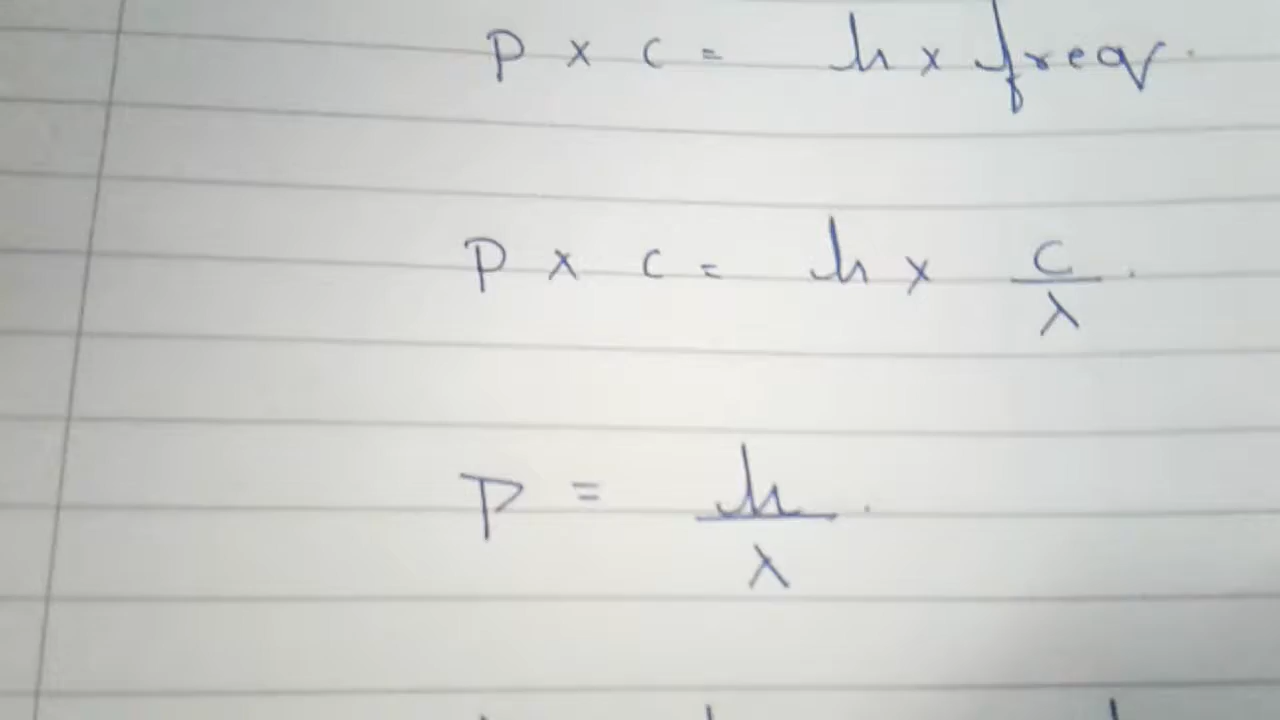 P × c = h × freq.
P × c = h × c/λ.
P = h/λ.